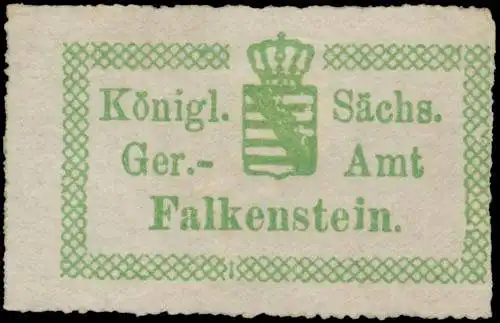 Königl. Sächs.
Ger.- Amt
Falkenstein.